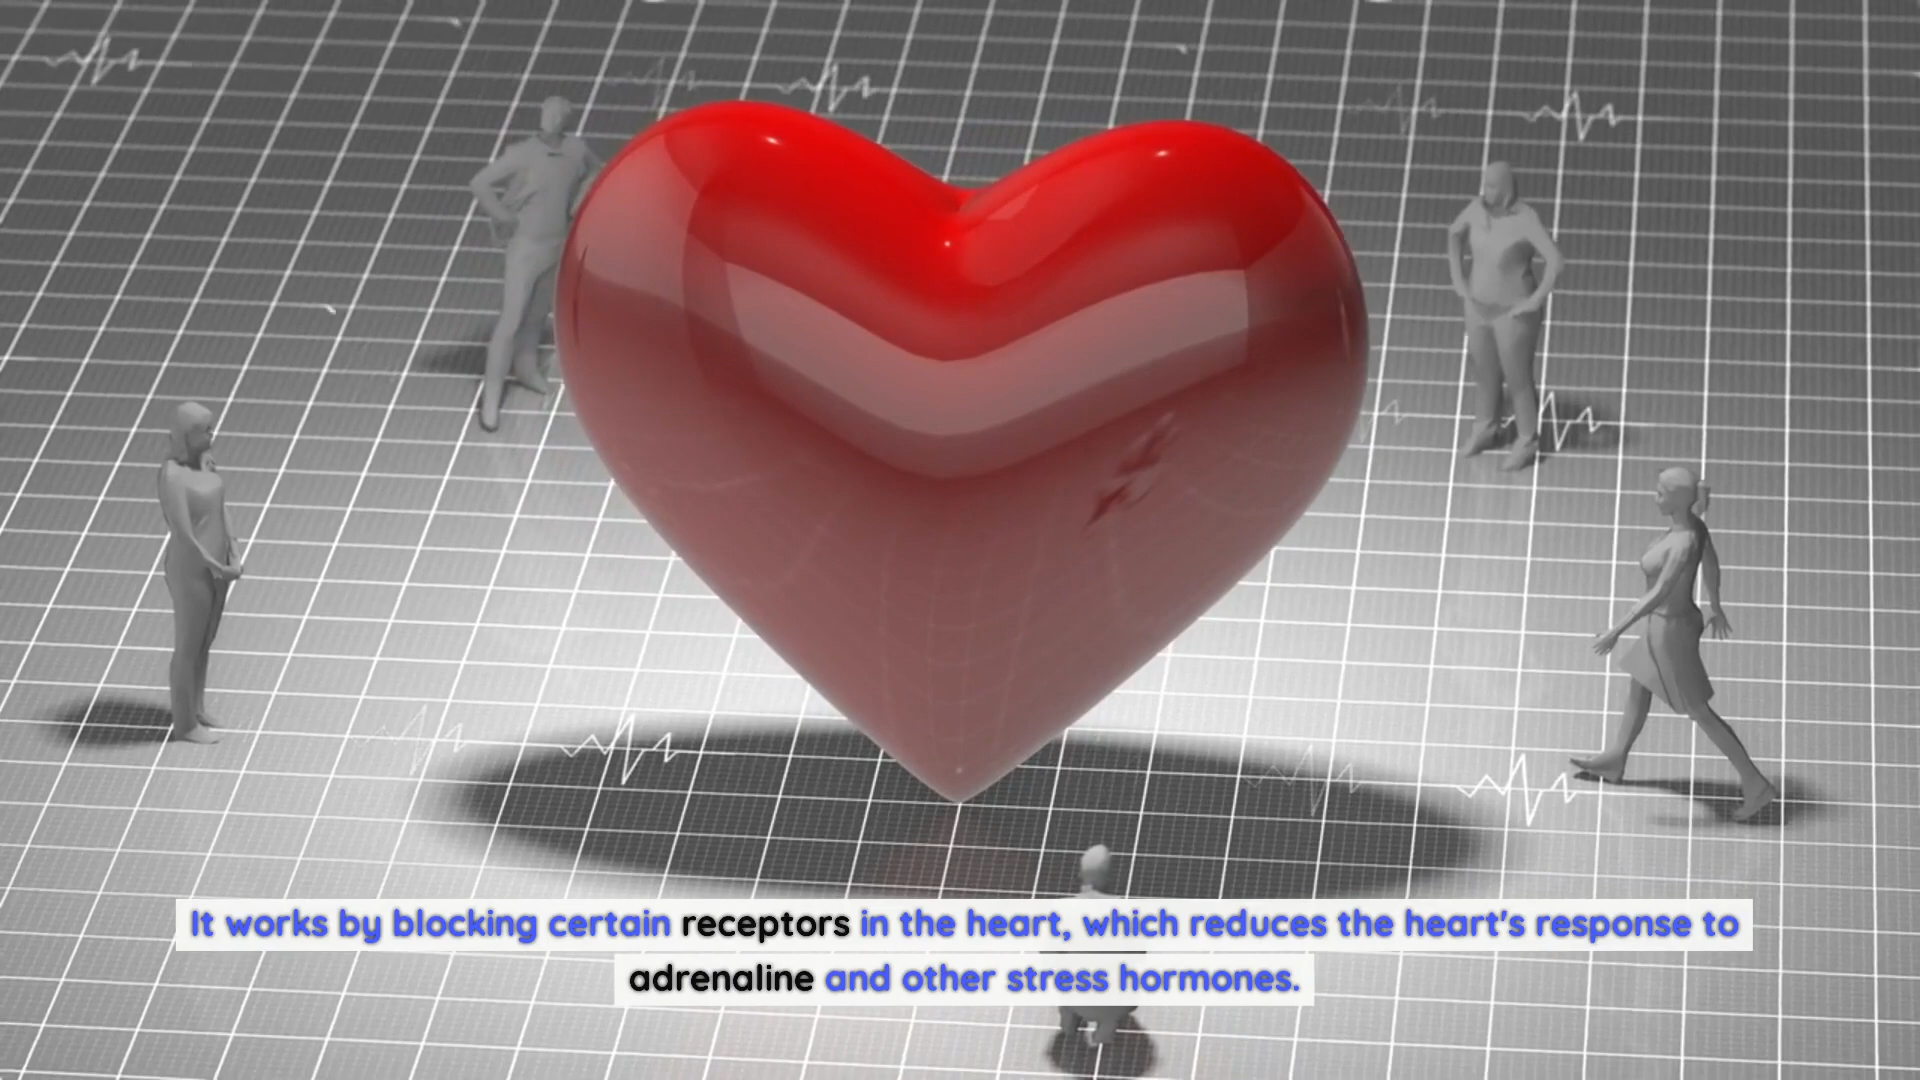 It works by blocking certain receptors in the heart, which reduces the heart's response to
adrenaline and other stress hormones.